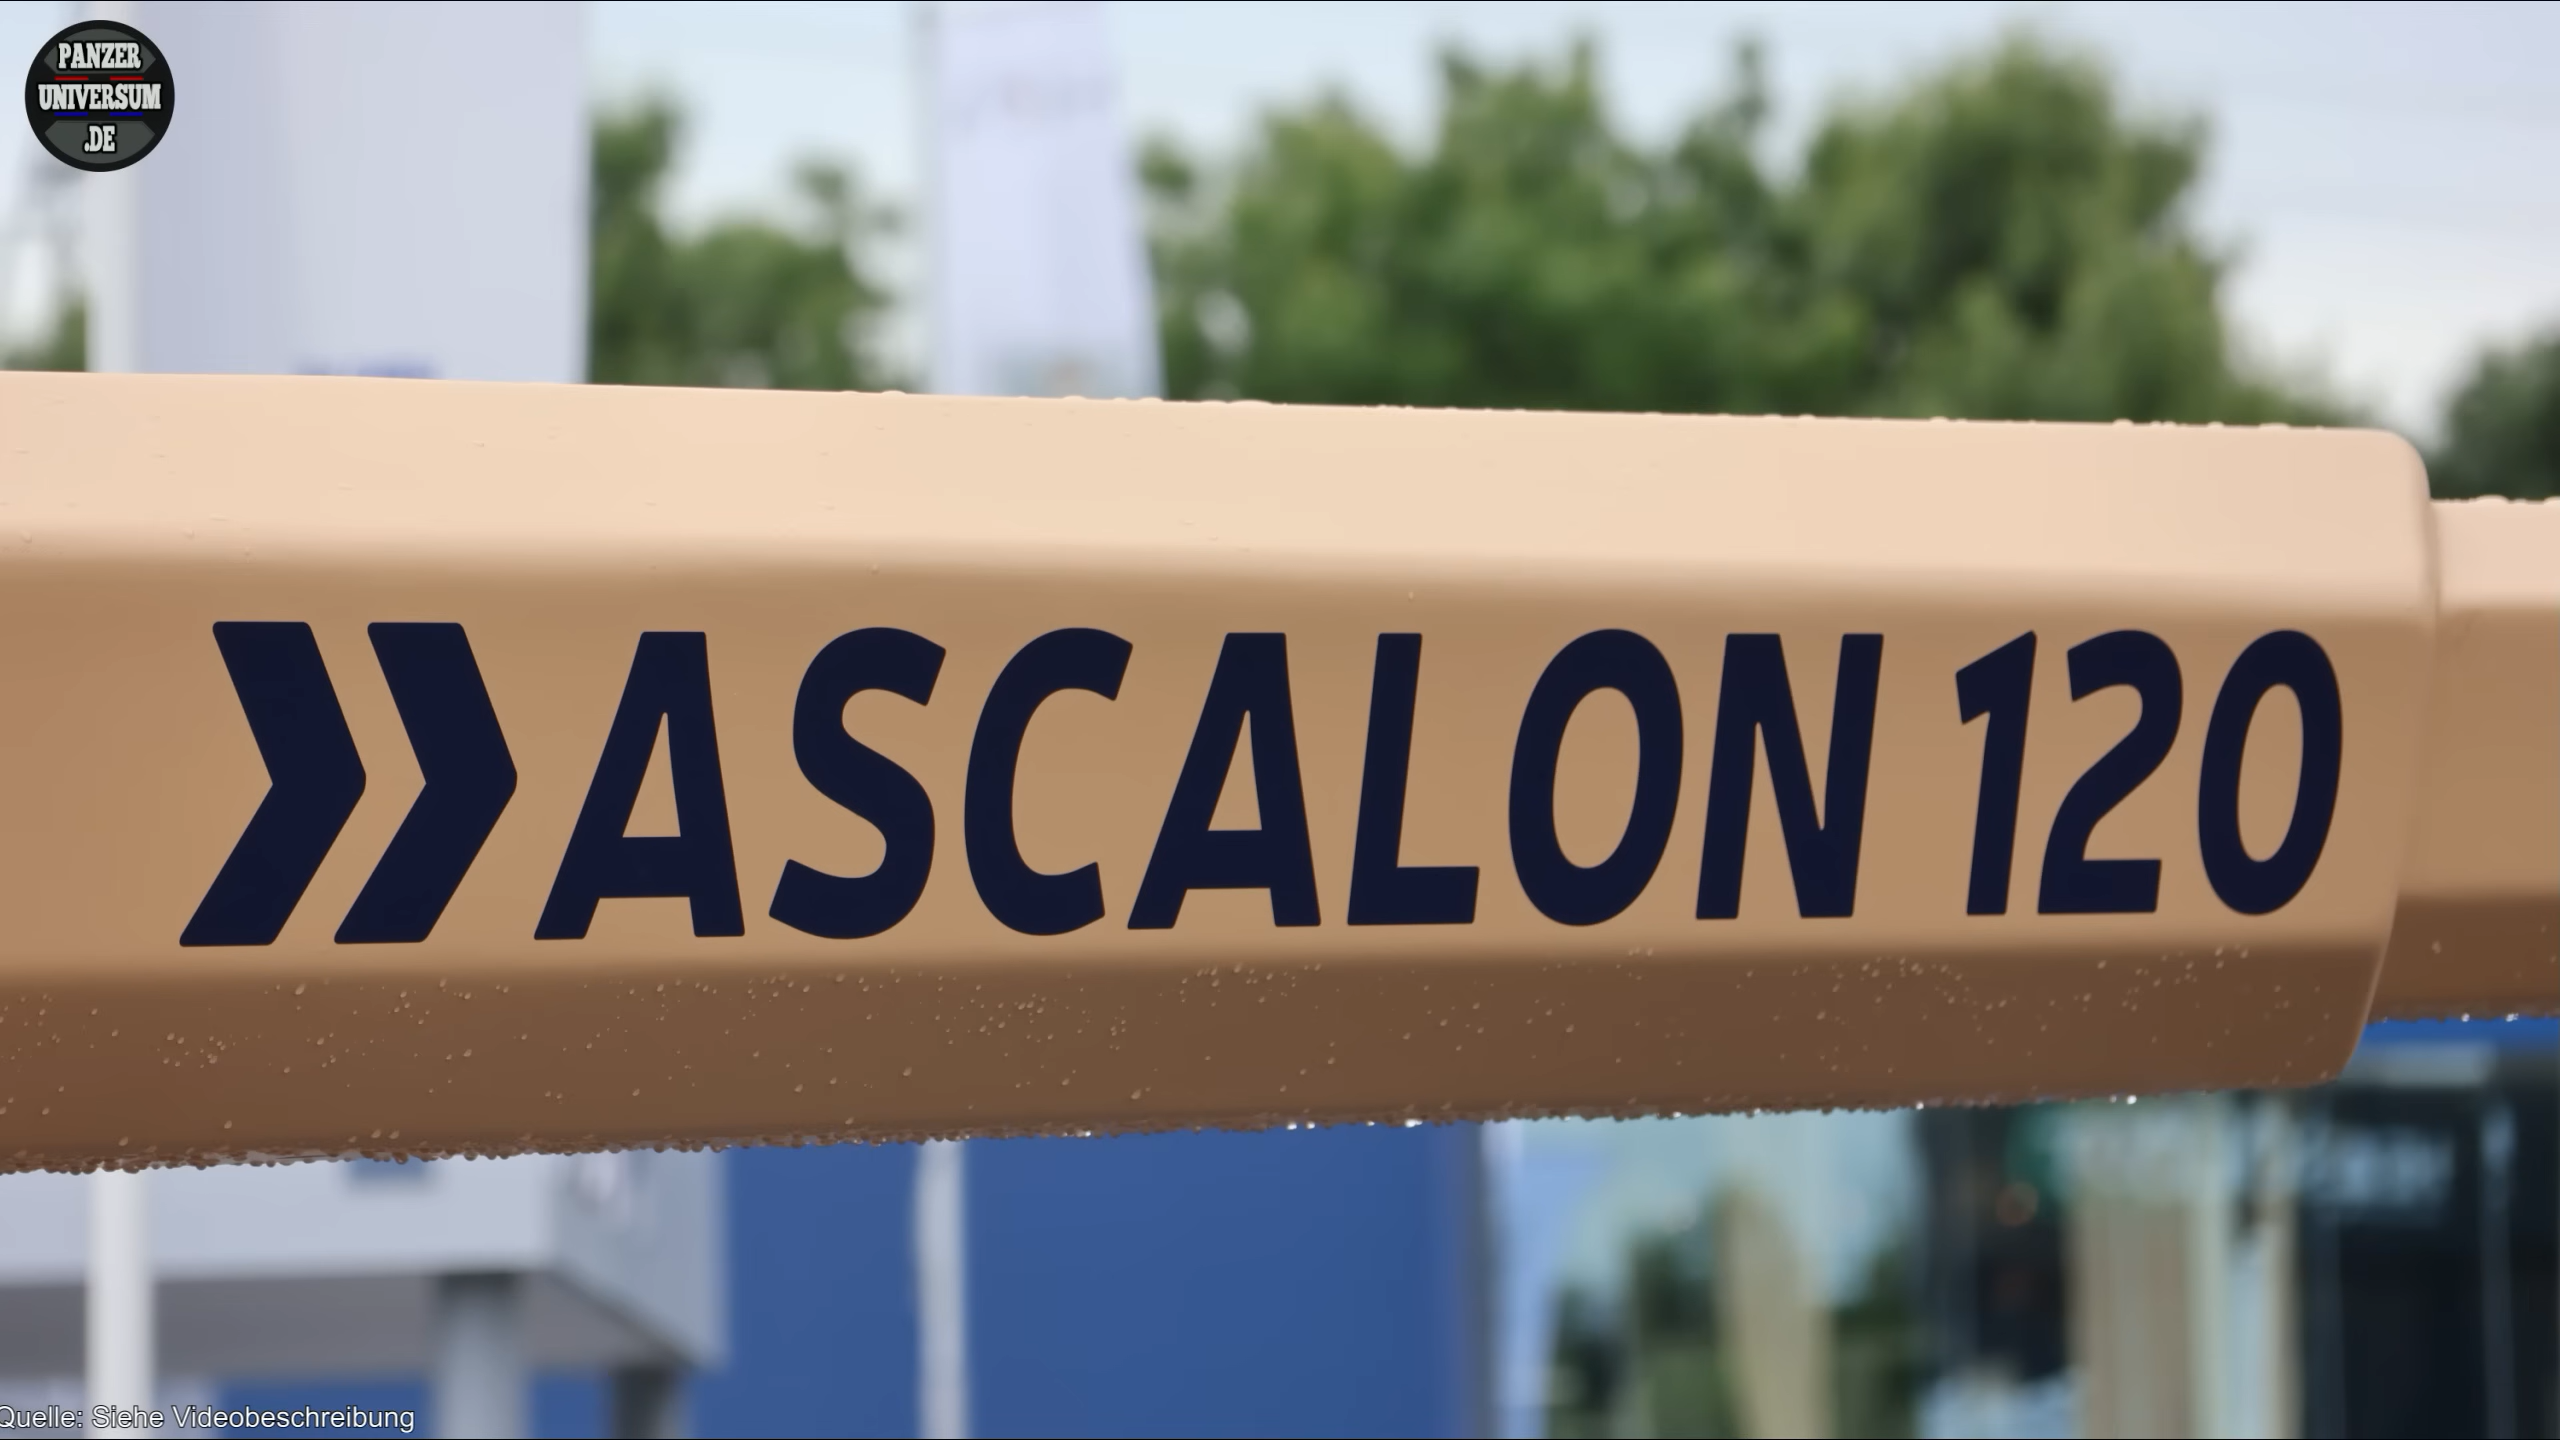 PANZER
UNIVERSUM
.DE
ASCALON 120
Quelle: Siehe Videobeschreibung